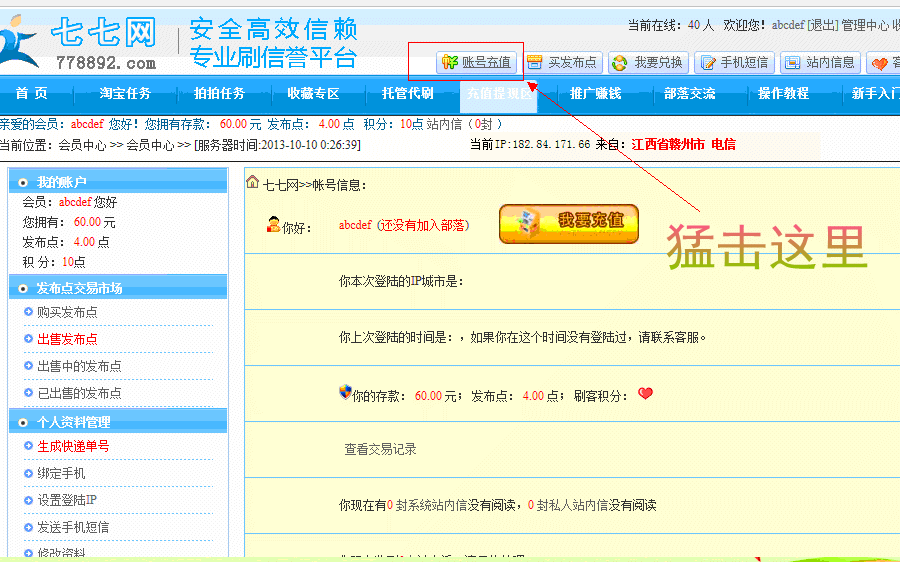 七七网
778892.com
安全高效信赖
专业刷信誉平台
当前在线：40 人 欢迎您！abcdef [退出] 管理中心
账号充值
买发布点
我要兑换
手机短信
站内信息
客
首 页
淘宝任务
拍拍任务
收藏专区
托管代刷
充值提现区
推广赚钱
部落交流
操作教程
新手入门
亲爱的会员：abcdef 您好！您拥有存款： 60.00 元 发布点： 4.00 点 积分：10点 站内信（0封 ）
当前位置：会员中心 >> 会员中心 >> [服务器时间:2013-10-10 0:26:39]
当前IP:182.84.171.66 来自：江西省赣州市 电信
我的账户
会员：abcdef 您好
您拥有： 60.00 元
发布点： 4.00 点
积 分：10点
发布点交易市场
购买发布点
出售发布点
出售中的发布点
已出售的发布点
个人资料管理
生成快递单号
绑定手机
设置登陆IP
发送手机短信
修改资料
七七网>>帐号信息：
你好： abcdef (还没有加入部落)
我要充值
猛击这里
你本次登陆的IP城市是：
你上次登陆的时间是：，如果你在这个时间没有登陆过，请联系客服。
你的存款： 60.00 元； 发布点： 4.00 点； 刷客积分：
查看交易记录
你现在有0 封系统站内信没有阅读，0 封私人站内信没有阅读